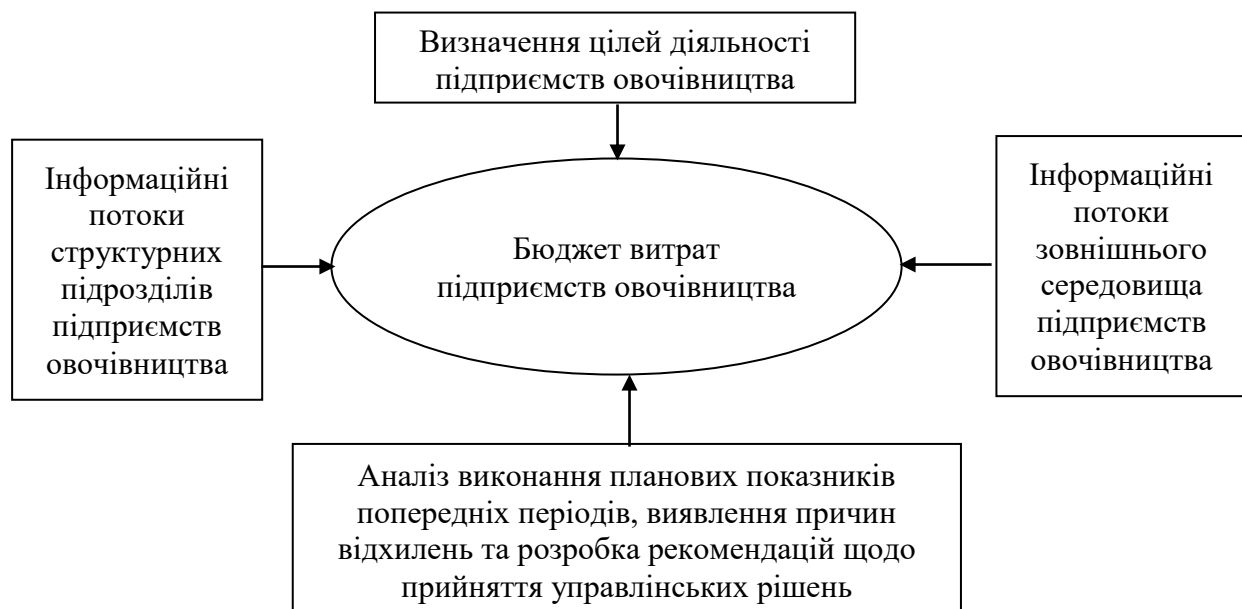 Визначення цілей діяльності
підприємств овочівництва
Інформаційні
потоки
структурних
підрозділів
підприємств
овочівництва
Бюджет витрат
підприємств овочівництва
Інформаційні
потоки
зовнішнього
середовища
підприємств
овочівництва
Аналіз виконання планових показників
попередніх періодів, виявлення причин
відхилень та розробка рекомендацій щодо
прийняття управлінських рішень